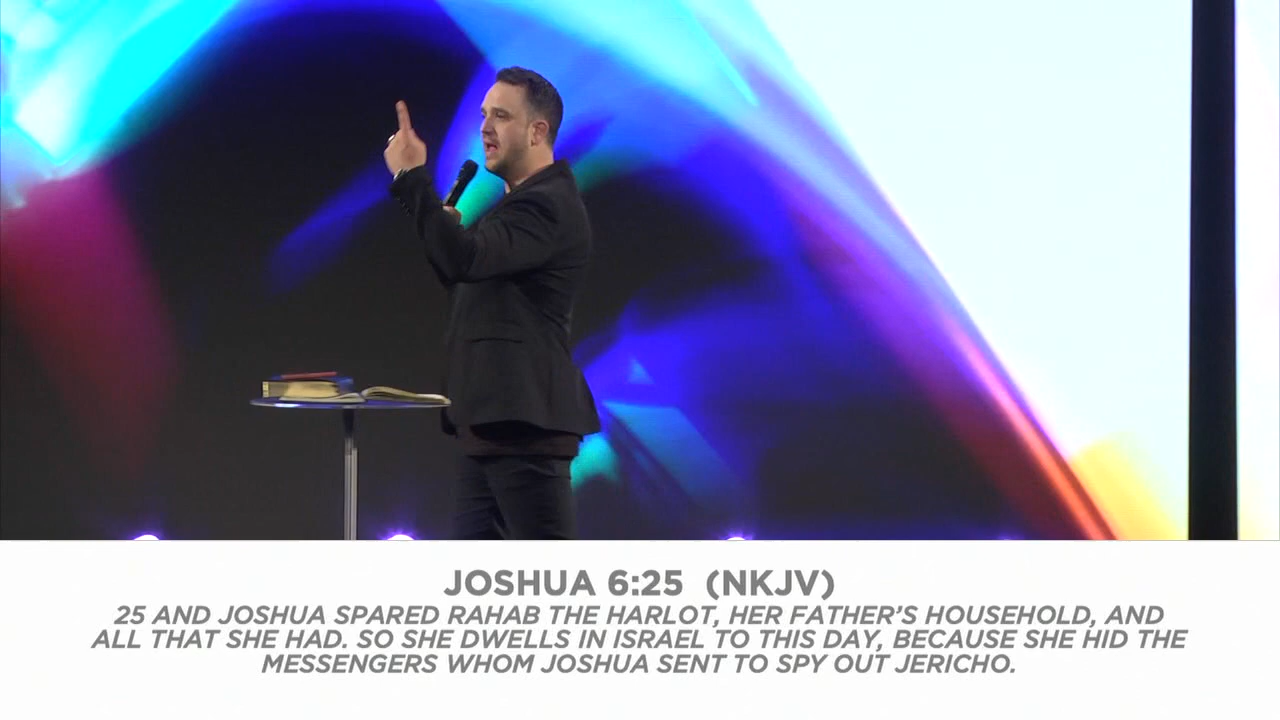 JOSHUA 6:25 (NKJV)
25 AND JOSHUA SPARED RAHAB THE HARLOT, HER FATHER’S HOUSEHOLD, AND
ALL THAT SHE HAD. SO SHE DWELLS IN ISRAEL TO THIS DAY, BECAUSE SHE HID THE
MESSENGERS WHOM JOSHUA SENT TO SPY OUT JERICHO.